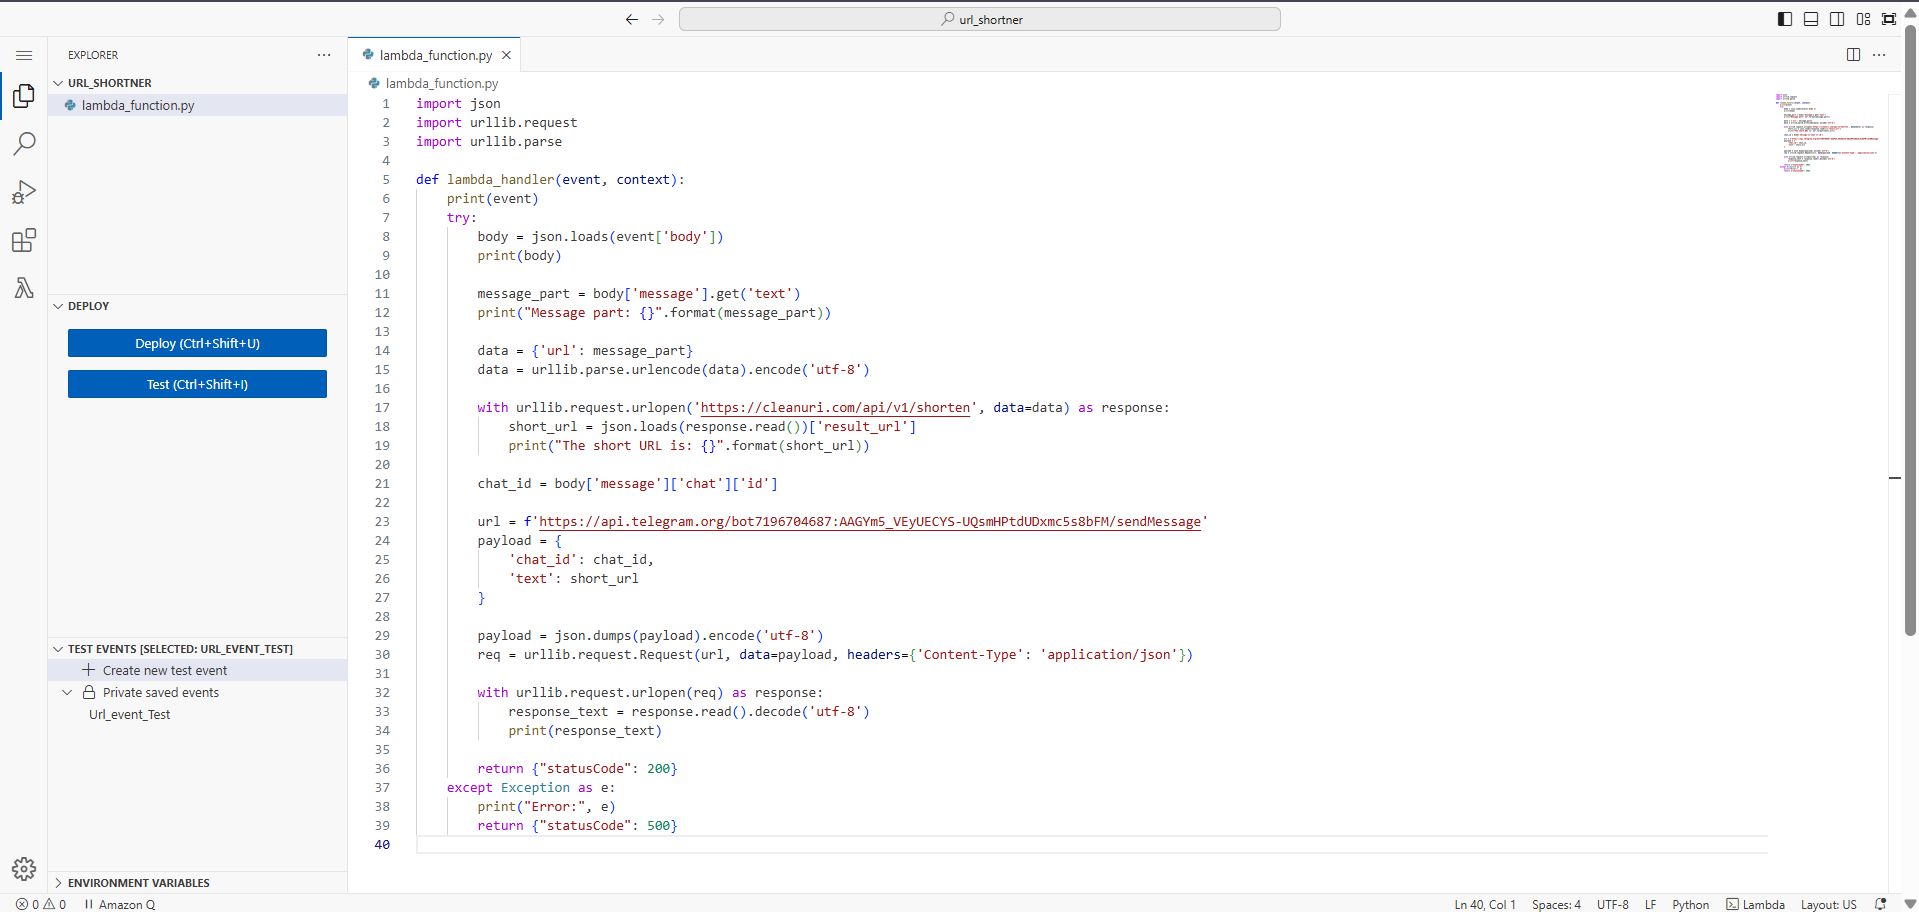 url_shortner
EXPLORER
URL_SHORTNER
lambda_function.py
DEPLOY
Deploy (Ctrl+Shift+U)
Test (Ctrl+Shift+I)
TEST EVENTS [SELECTED: URL_EVENT_TEST]
Create new test event
Private saved events
Url_event_Test
ENVIRONMENT VARIABLES
lambda_function.py
lambda_function.py
1 import json
2 import urllib.request
3 import urllib.parse
4
5 def lambda_handler(event, context):
6     print(event)
7     try:
8         body = json.loads(event['body'])
9         print(body)
10
11         message_part = body['message'].get('text')
12         print("Message part: {}".format(message_part))
13
14         data = {'url': message_part}
15         data = urllib.parse.urlencode(data).encode('utf-8')
16
17         with urllib.request.urlopen('https://cleanuri.com/api/v1/shorten', data=data) as response:
18             short_url = json.loads(response.read())['result_url']
19             print("The short URL is: {}".format(short_url))
20
21         chat_id = body['message']['chat']['id']
22
23         url = f'https://api.telegram.org/bot7196704687:AAGYm5_VEyUECYS-UQsmHPtdUDxmc5s8bFM/sendMessage'
24         payload = {
25             'chat_id': chat_id,
26             'text': short_url
27         }
28
29         payload = json.dumps(payload).encode('utf-8')
30         req = urllib.request.Request(url, data=payload, headers={'Content-Type': 'application/json'})
31
32         with urllib.request.urlopen(req) as response:
33             response_text = response.read().decode('utf-8')
34             print(response_text)
35
36         return {"statusCode": 200}
37     except Exception as e:
38         print("Error:", e)
39         return {"statusCode": 500}
40
0 0 Amazon Q
Ln 40, Col 1 Spaces: 4 UTF-8 LF Python Lambda Layout: US